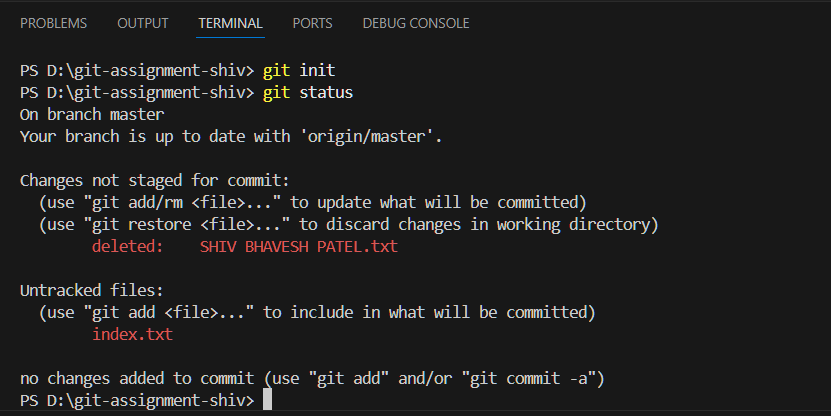 PROBLEMS OUTPUT TERMINAL PORTS DEBUG CONSOLE
PS D:\git-assignment-shiv> git init
PS D:\git-assignment-shiv> git status
On branch master
Your branch is up to date with 'origin/master'.
Changes not staged for commit:
  (use "git add/rm <file>..." to update what will be committed)
  (use "git restore <file>..." to discard changes in working directory)
        deleted:    SHIV BHAVESH PATEL.txt
Untracked files:
  (use "git add <file>..." to include in what will be committed)
        index.txt
no changes added to commit (use "git add" and/or "git commit -a")
PS D:\git-assignment-shiv>